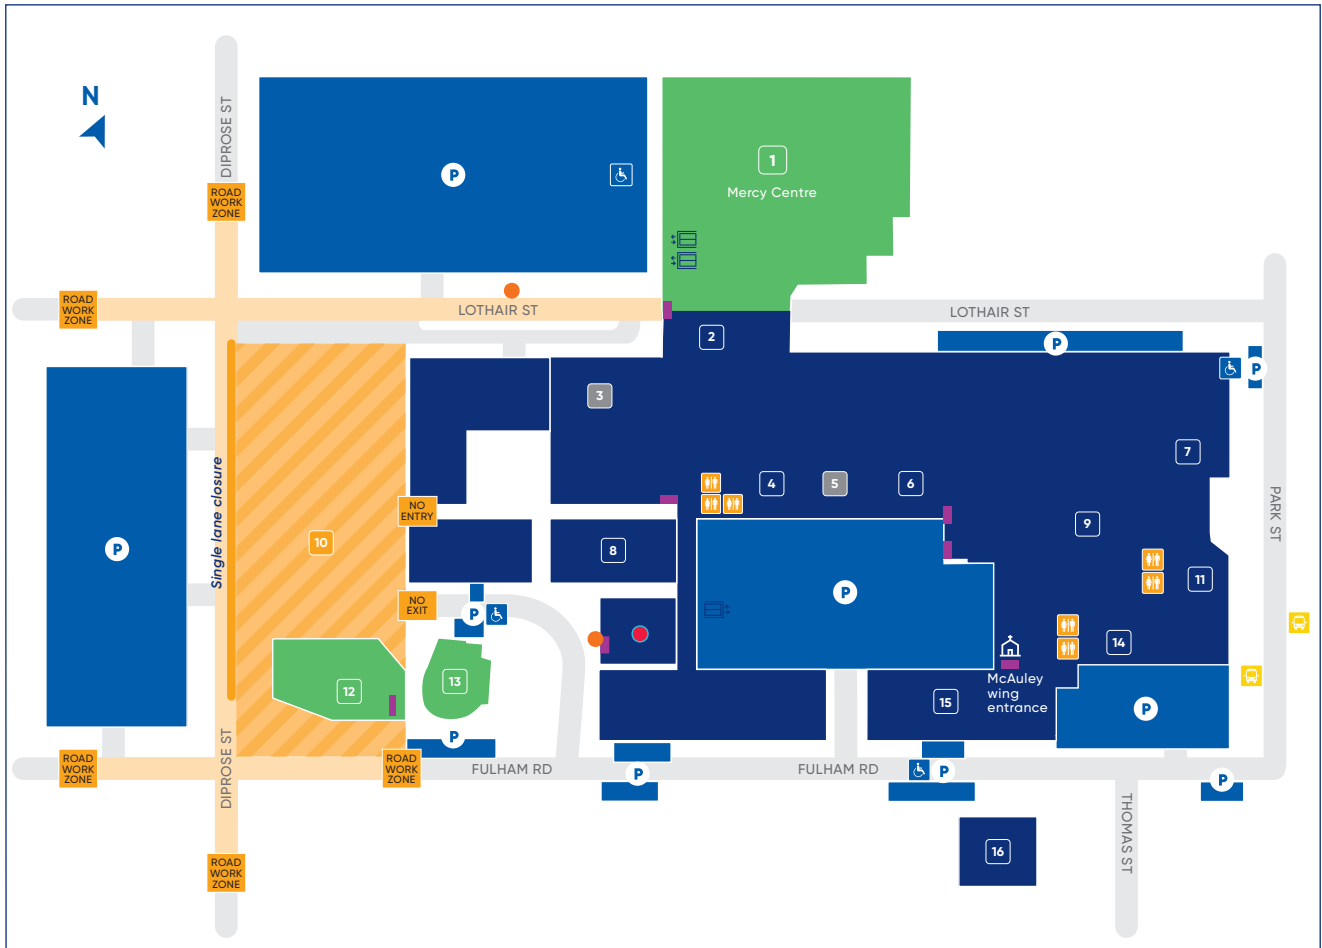 N
DIPROSE ST
P
1
Mercy Centre
ROAD
WORK
ZONE
ROAD
WORK
ZONE
LOTHAIR ST
LOTHAIR ST
2
P
P
3
7
4
5
6
Single lane closure
NO
ENTRY
PARK ST
9
10
8
P
11
P
NO
EXIT
P
14
12
13
McAuley
wing
entrance
15
P
P
DIPROSE ST
ROAD
WORK
ZONE
ROAD
WORK
ZONE
FULHAM RD
P
FULHAM RD
P
P
THOMAS ST
ROAD
WORK
ZONE
16